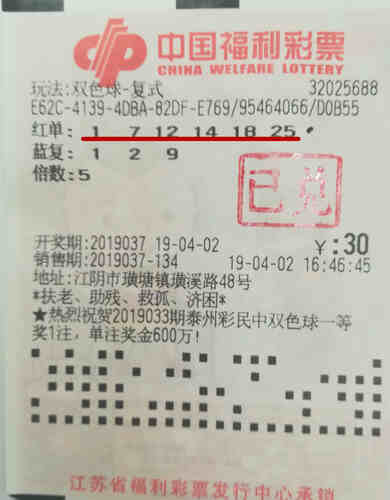 中国福利彩票
CHINA WELFARE LOTTERY
玩法:双色球-复式 32025688
E62C-4139-4DBA-82DF-E769/95464066/D0B55
红单: 1 7 12 14 18 25
蓝复: 1 2 9
倍数:5
已兑
开奖期:2019037 19-04-02 ¥:30
销售期:2019037-134 19-04-02 16:46:45
地址:江阴市璜塘镇璜溪路48号
*扶老、助残、救孤、济困*
★热烈祝贺2019033期泰州彩民中双色球一等
奖1注，单注奖金600万!
江苏省福利彩票发行中心承销